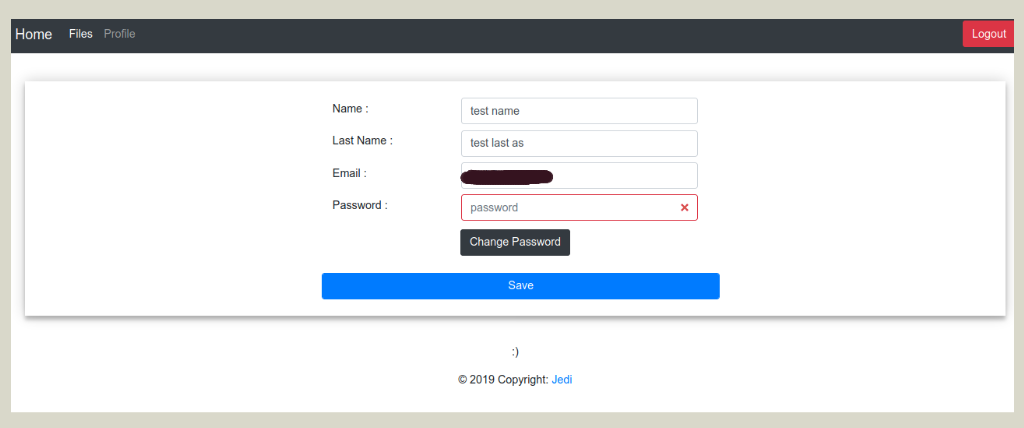 Home Files Profile Logout
Name : test name
Last Name : test last as
Email :
Password : password
Change Password
Save
:)
© 2019 Copyright: Jedi